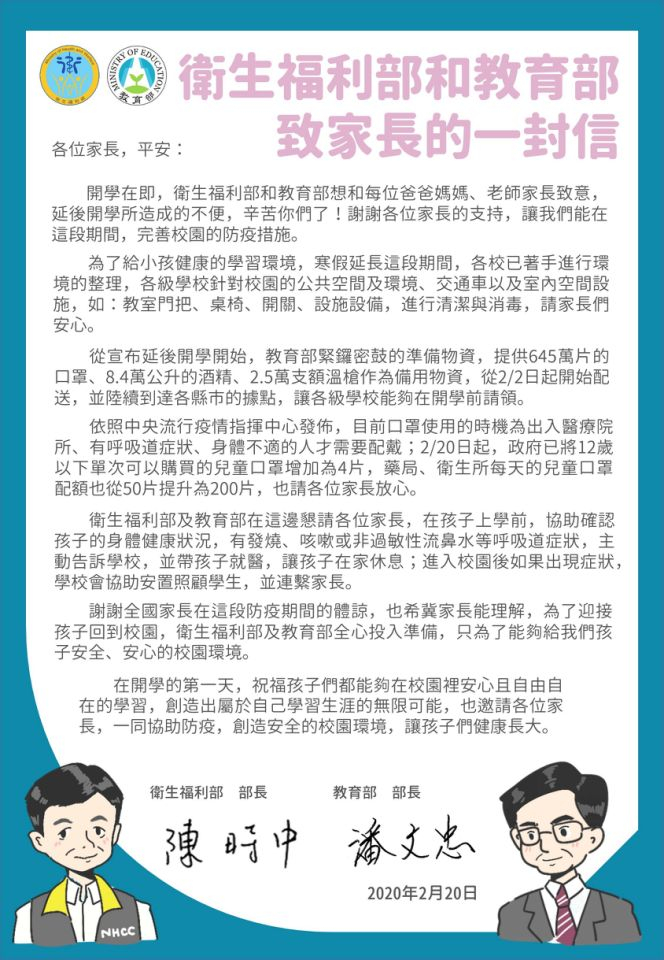 衛生福利部和教育部
致家長的一封信
MINISTRY OF EDUCATION
教育部
各位家長，平安：
開學在即，衛生福利部和教育部想和每位爸爸媽媽、老師家長致意，
延後開學所造成的不便，辛苦你們了！謝謝各位家長的支持，讓我們能在
這段期間，完善校園的防疫措施。
為了給小孩健康的學習環境，寒假延長這段期間，各校已著手進行環
境的整理，各級學校針對校園的公共空間及環境、交通車以及室內空間設
施，如：教室門把、桌椅、開關、設施設備，進行清潔與消毒，請家長們
安心。
從宣布延後開學開始，教育部緊鑼密鼓的準備物資，提供645萬片的
口罩、8.4萬公升的酒精、2.5萬支額溫槍作為備用物資，從2/2日起開始配
送，並陸續到達各縣市的據點，讓各級學校能夠在開學前請領。
依照中央流行疫情指揮中心發佈，目前口罩使用的時機為出入醫療院
所、有呼吸道症狀、身體不適的人才需要配戴；2/20日起，政府已將12歲
以下單次可以購買的兒童口罩增加為4片，藥局、衛生所每天的兒童口罩
配額也從50片提升為200片，也請各位家長放心。
衛生福利部及教育部在這邊懇請各位家長，在孩子上學前，協助確認
孩子的身體健康狀況，有發燒、咳嗽或非過敏性流鼻水等呼吸道症狀，主
動告訴學校，並帶孩子就醫，讓孩子在家休息；進入校園後如果出現症狀，
學校會協助安置照顧學生，並連繫家長。
謝謝全國家長在這段防疫期間的體諒，也希冀家長能理解，為了迎接
孩子回到校園，衛生福利部及教育部全心投入準備，只為了能夠給我們孩
子安全、安心的校園環境。
在開學的第一天，祝福孩子們都能夠在校園裡安心且自由自
在的學習，創造出屬於自己學習生涯的無限可能，也邀請各位家
長，一同協助防疫，創造安全的校園環境，讓孩子們健康長大。
衛生福利部 部長 教育部 部長
陳時中 潘文忠
2020年2月20日
NHCC